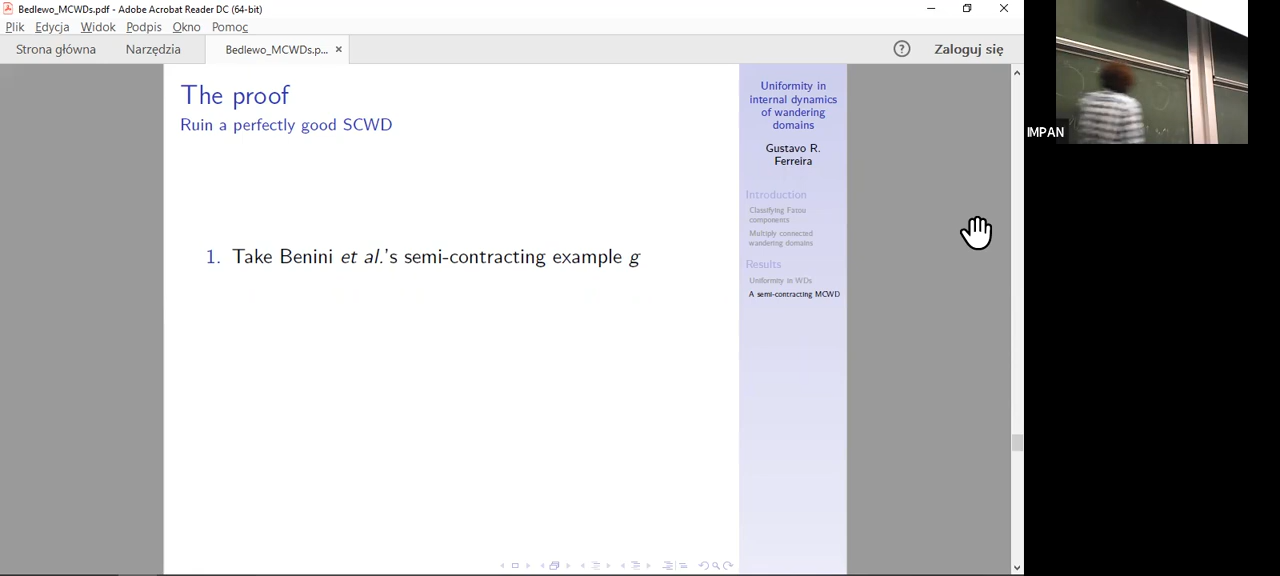 Bedlewo_MCWDs.pdf - Adobe Acrobat Reader DC (64-bit)
Plik Edycja Widok Podpis Okno Pomoc
Strona główna Narzędzia Bedlewo_MCWDs.p... × ? Zaloguj się
The proof
Ruin a perfectly good SCWD
1. Take Benini et al.'s semi-contracting example g
Uniformity in
internal dynamics
of wandering
domains
Gustavo R.
Ferreira
Introduction
Classifying Fatou
components
Multiply connected
wandering domains
Results
Uniformity in WDs
A semi-contracting MCWD
IMPAN